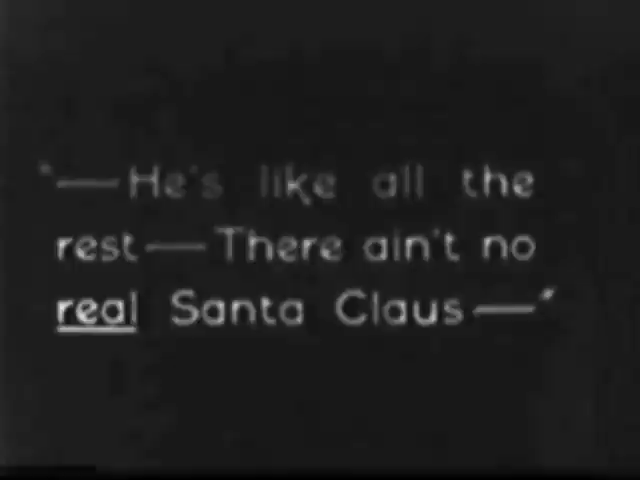 "—He's like all the
rest—There ain't no
real Santa Claus—"